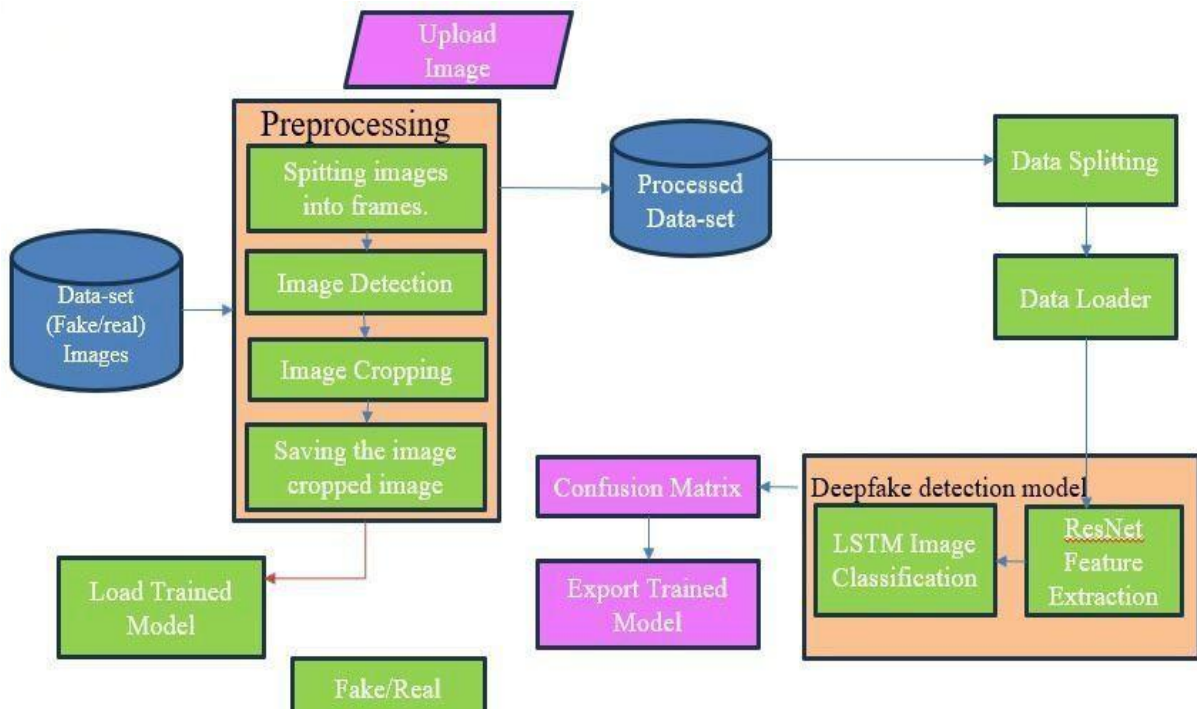 Upload
Image
Preprocessing
Spitting images
into frames.
Image Detection
Image Cropping
Saving the image
cropped image
Data-set
(Fake/real)
Images
Processed
Data-set
Data Splitting
Data Loader
Deepfake detection model
ResNet
Feature
Extraction
LSTM Image
Classification
Confusion Matrix
Export Trained
Model
Load Trained
Model
Fake/Real